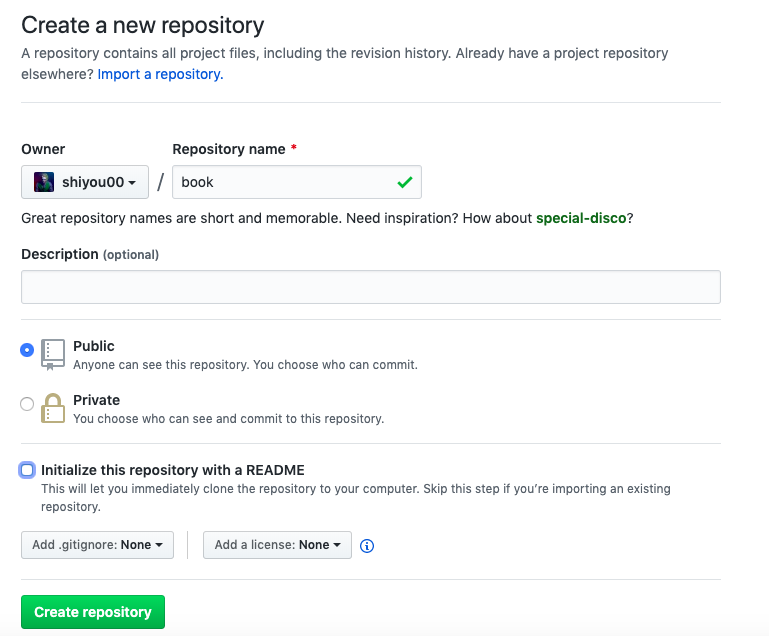 Create a new repository
A repository contains all project files, including the revision history. Already have a project repository
elsewhere? Import a repository.
Owner
Repository name *
shiyou00
/
book
Great repository names are short and memorable. Need inspiration? How about special-disco?
Description (optional)
Public
Anyone can see this repository. You choose who can commit.
Private
You choose who can see and commit to this repository.
Initialize this repository with a README
This will let you immediately clone the repository to your computer. Skip this step if you’re importing an existing
repository.
Add .gitignore: None
Add a license: None
Create repository